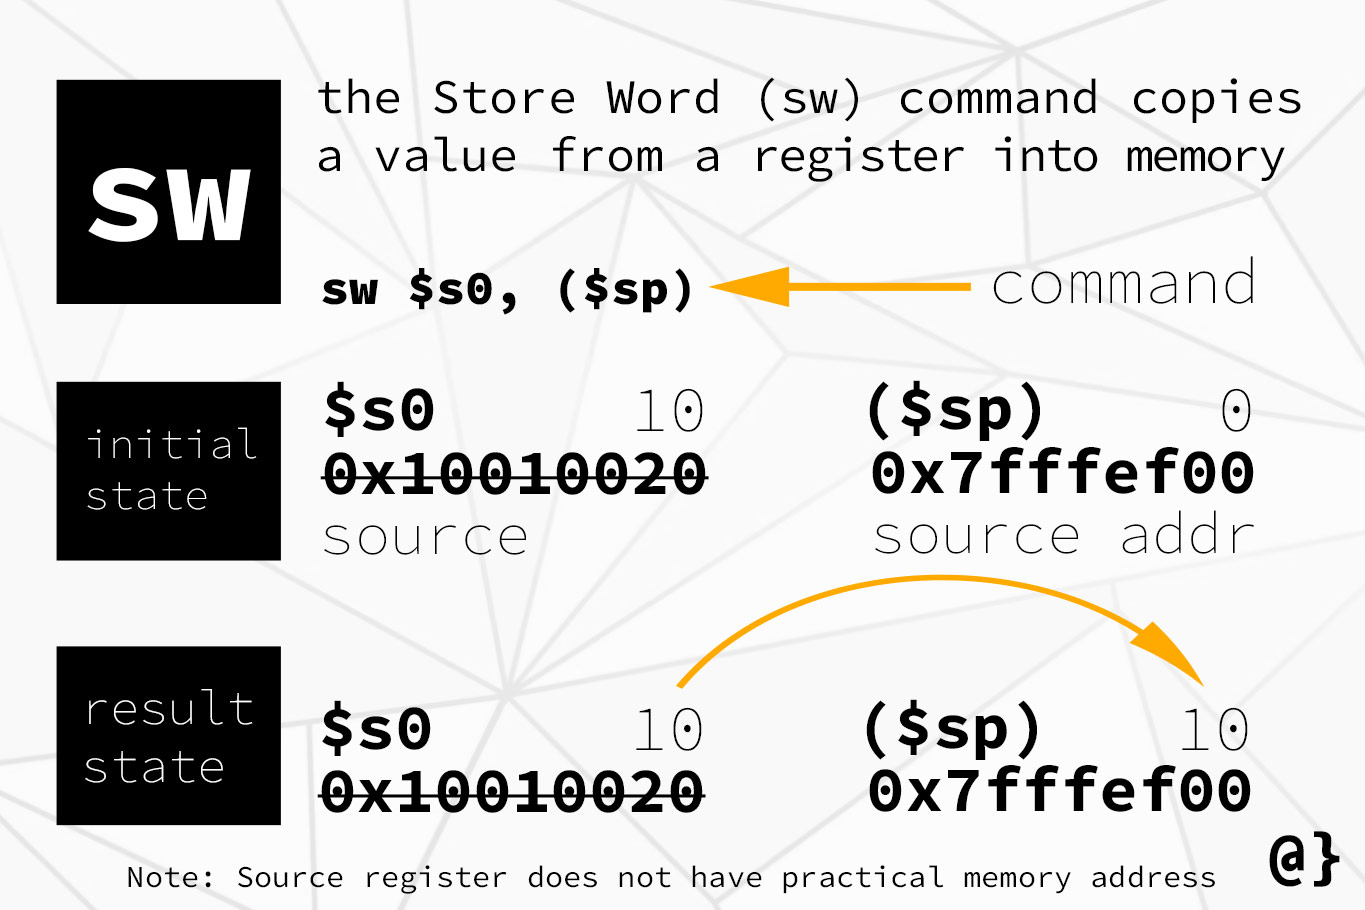 sw
the Store Word (sw) command copies
a value from a register into memory
sw $s0, ($sp)
command
initial
state
$s0 10
0x10010020
source
($sp) 0
0x7fffef00
source addr
result
state
$s0 10
0x10010020
($sp) 10
0x7fffef00
Note: Source register does not have practical memory address
@}